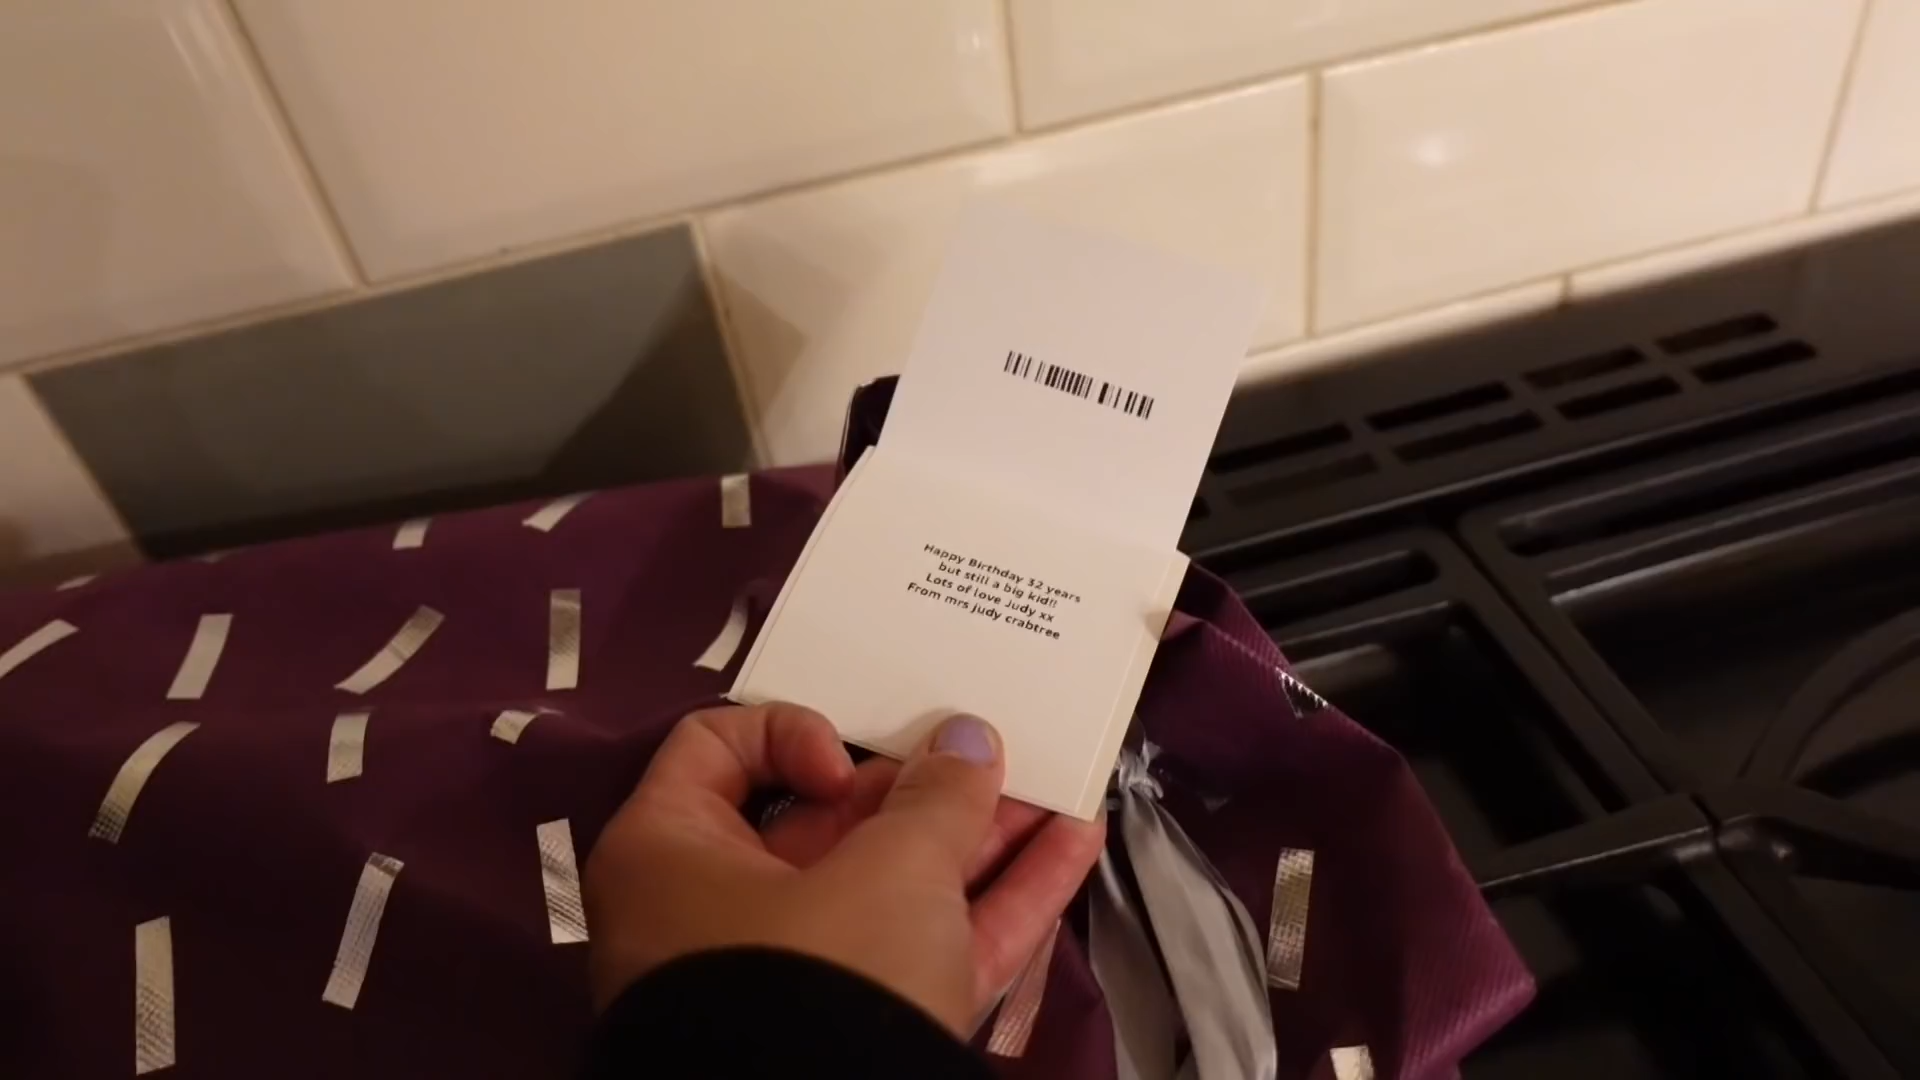 Happy Birthday 32 years
but still a big kid!!
Lots of love Judy xx
From mrs judy crabtree